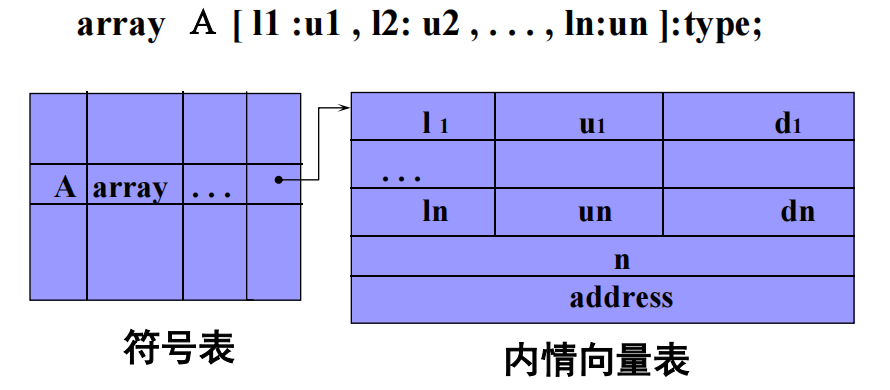 array A [ l1 :u1 , l2: u2 , . . . , ln:un ]:type;
l 1 u1 d1
. . .
A array . . .
ln un dn
n
address
符号表
内情向量表